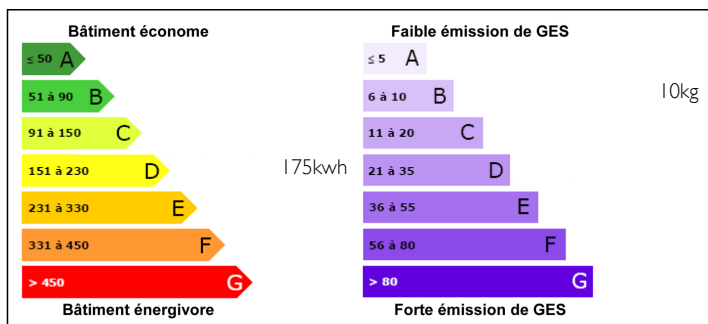 Bâtiment économe
≤ 50 A
51 à 90 B
91 à 150 C
151 à 230 D
175kwh
231 à 330 E
331 à 450 F
> 450 G
Bâtiment énergivore
Faible émission de GES
≤ 5 A
6 à 10 B
10kg
11 à 20 C
21 à 35 D
36 à 55 E
56 à 80 F
> 80 G
Forte émission de GES